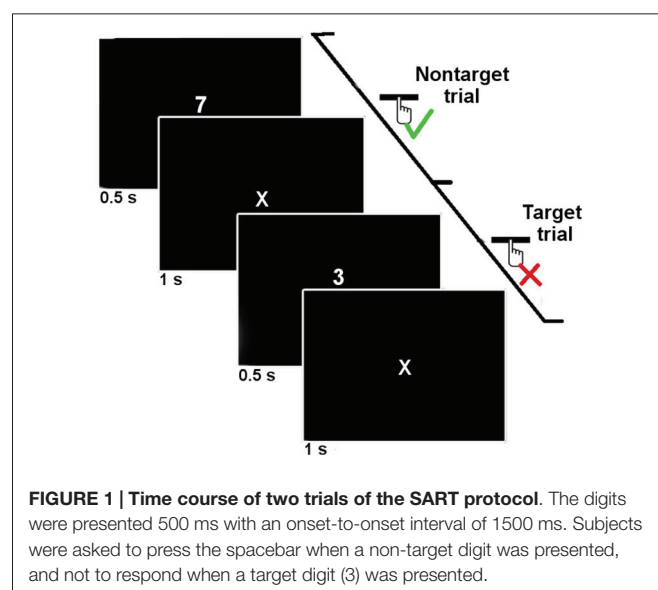 Nontarget
trial
7
0.5 s
X
1 s
Target
trial
3
0.5 s
X
1 s
FIGURE 1 | Time course of two trials of the SART protocol. The digits
were presented 500 ms with an onset-to-onset interval of 1500 ms. Subjects
were asked to press the spacebar when a non-target digit was presented,
and not to respond when a target digit (3) was presented.